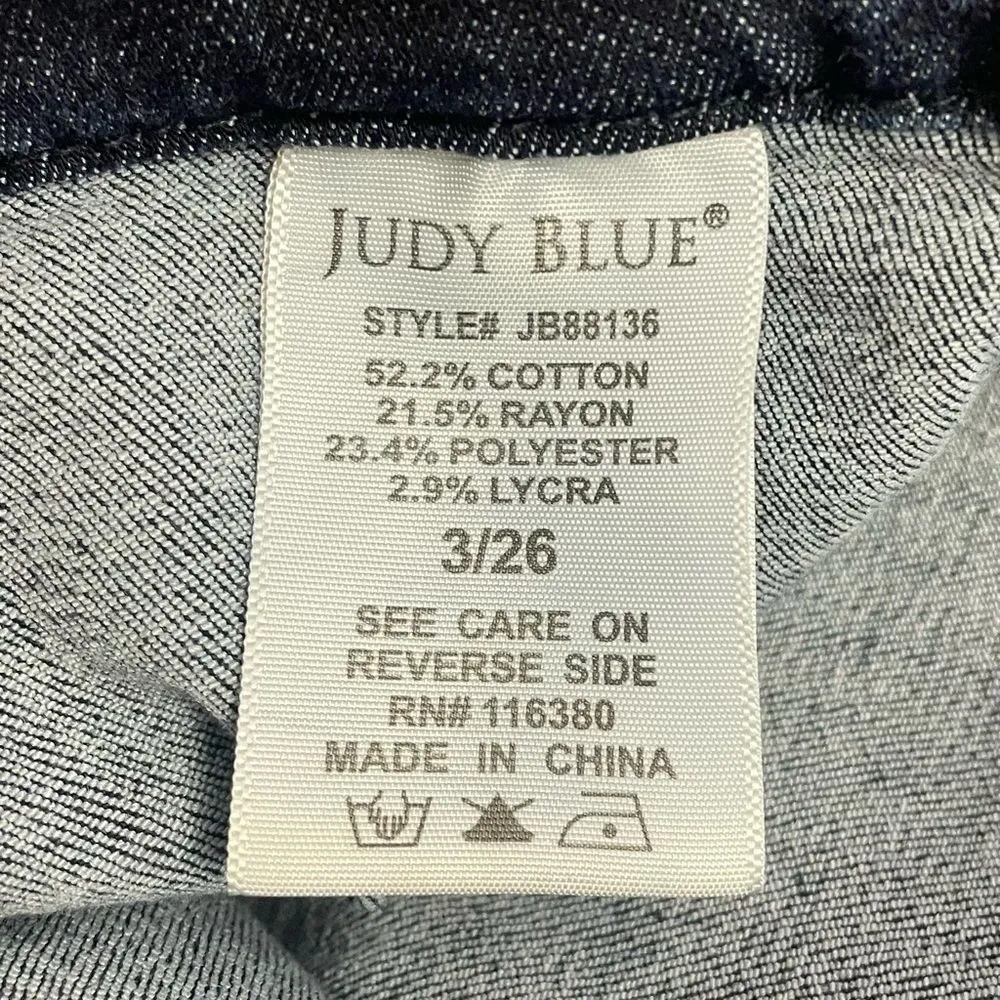 JUDY BLUE®
STYLE# JB88136
52.2% COTTON
21.5% RAYON
23.4% POLYESTER
2.9% LYCRA
3/26
SEE CARE ON
REVERSE SIDE
RN# 116380
MADE IN CHINA